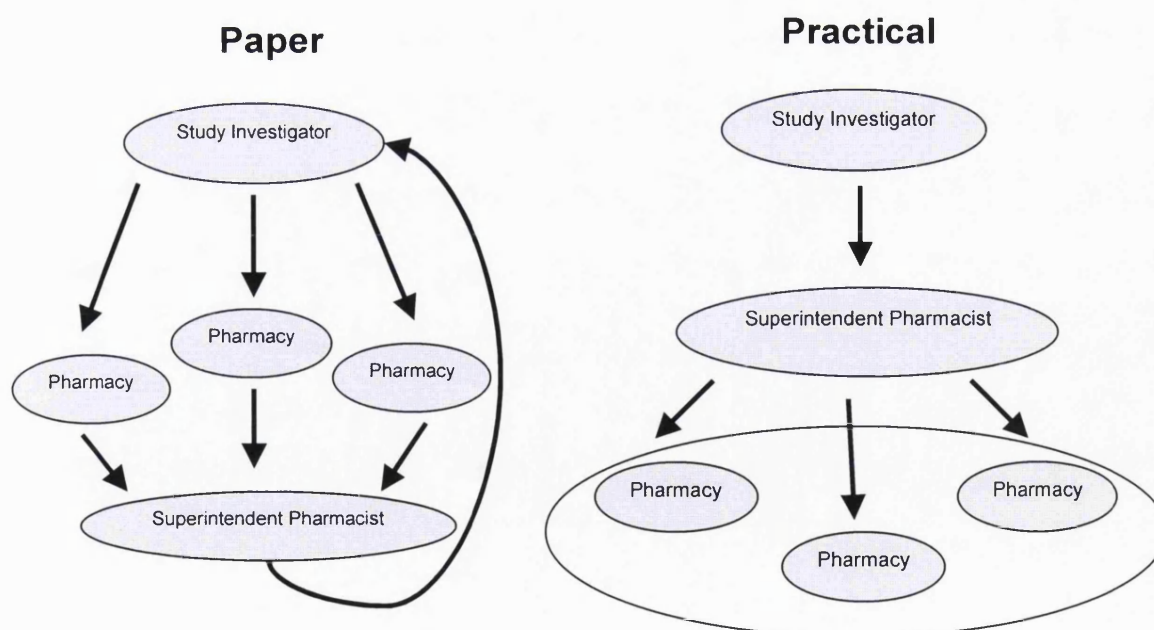 Paper
Study Investigator
Pharmacy
Pharmacy
Pharmacy
Superintendent Pharmacist
Practical
Study Investigator
Superintendent Pharmacist
Pharmacy
Pharmacy
Pharmacy